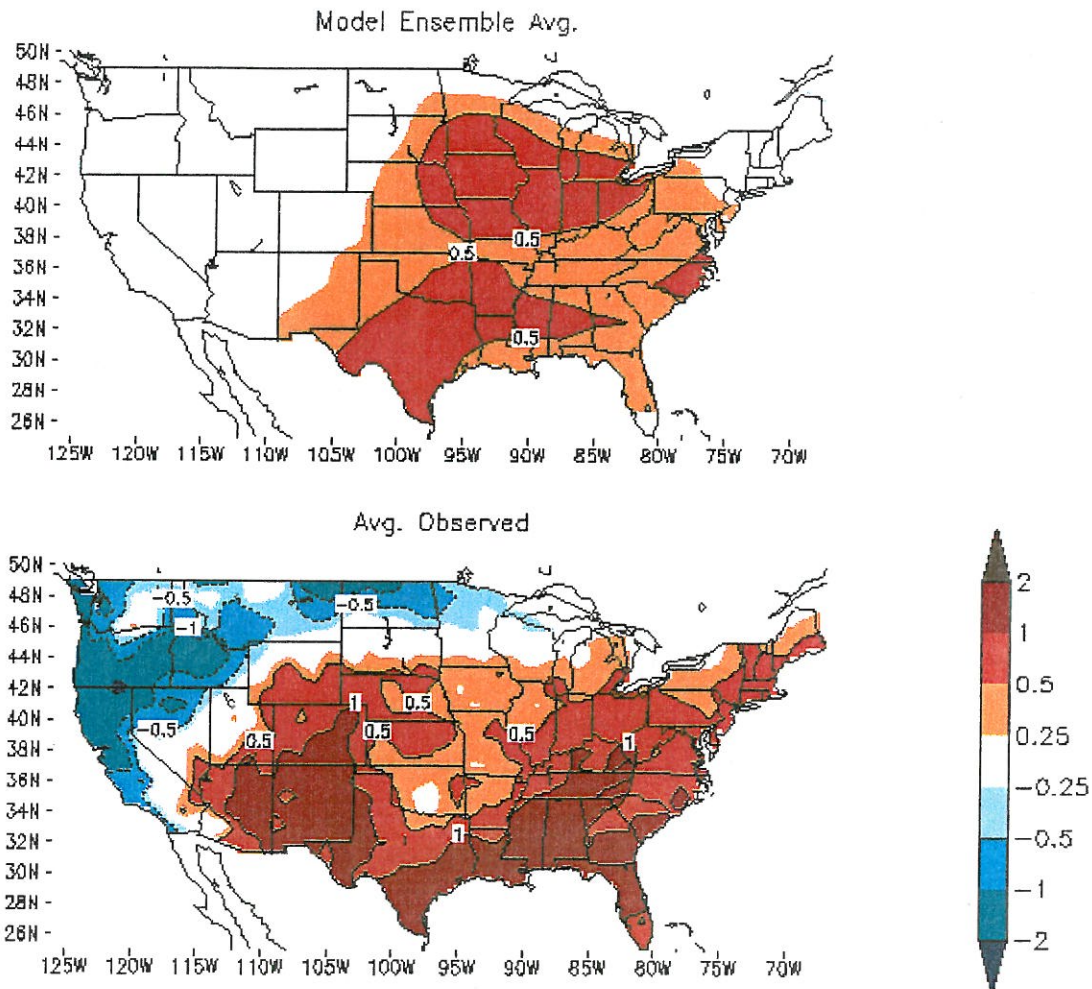 Model Ensemble Avg.
50N
48N
46N
44N
42N
40N
38N
36N
34N
32N
30N
28N
26N
0.5
0.5
0.5
125W 120W 115W 110W 105W 100W 95W 90W 85W 80W 75W 70W
Avg. Observed
50N
48N
46N
44N
42N
40N
38N
36N
34N
32N
30N
28N
26N
-0.5
-0.5
-1
1
0.5
-0.5
0.5
0.5
0.5
1
1
125W 120W 115W 110W 105W 100W 95W 90W 85W 80W 75W 70W
2
1
0.5
0.25
-0.25
-0.5
-1
-2